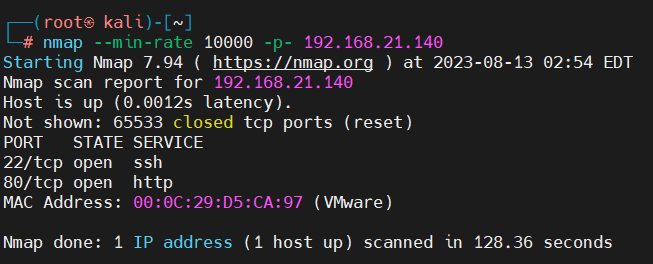 ┌──(root㉿ kali)-[~]
└─# nmap --min-rate 10000 -p- 192.168.21.140
Starting Nmap 7.94 ( https://nmap.org ) at 2023-08-13 02:54 EDT
Nmap scan report for 192.168.21.140
Host is up (0.0012s latency).
Not shown: 65533 closed tcp ports (reset)
PORT   STATE SERVICE
22/tcp open  ssh
80/tcp open  http
MAC Address: 00:0C:29:D5:CA:97 (VMware)

Nmap done: 1 IP address (1 host up) scanned in 128.36 seconds